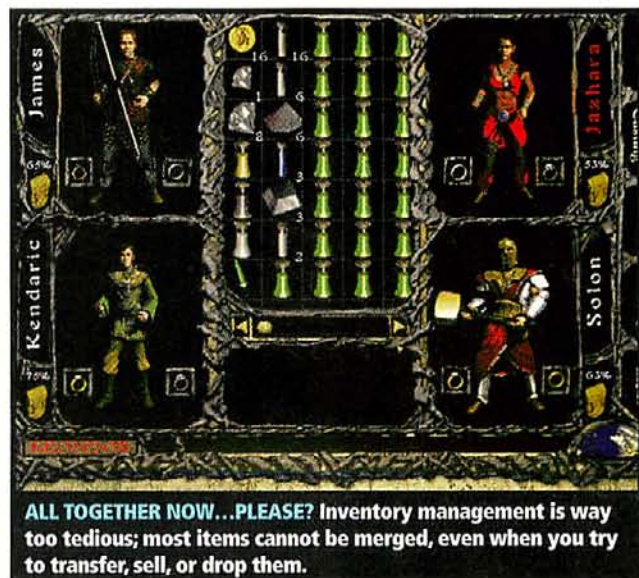 James
65%
Kendaric
75%
16 16
1 6
8 6
3
3
2
Jazhara
53%
Solon
65%
ALL TOGETHER NOW...PLEASE? Inventory management is way
too tedious; most items cannot be merged, even when you try
to transfer, sell, or drop them.